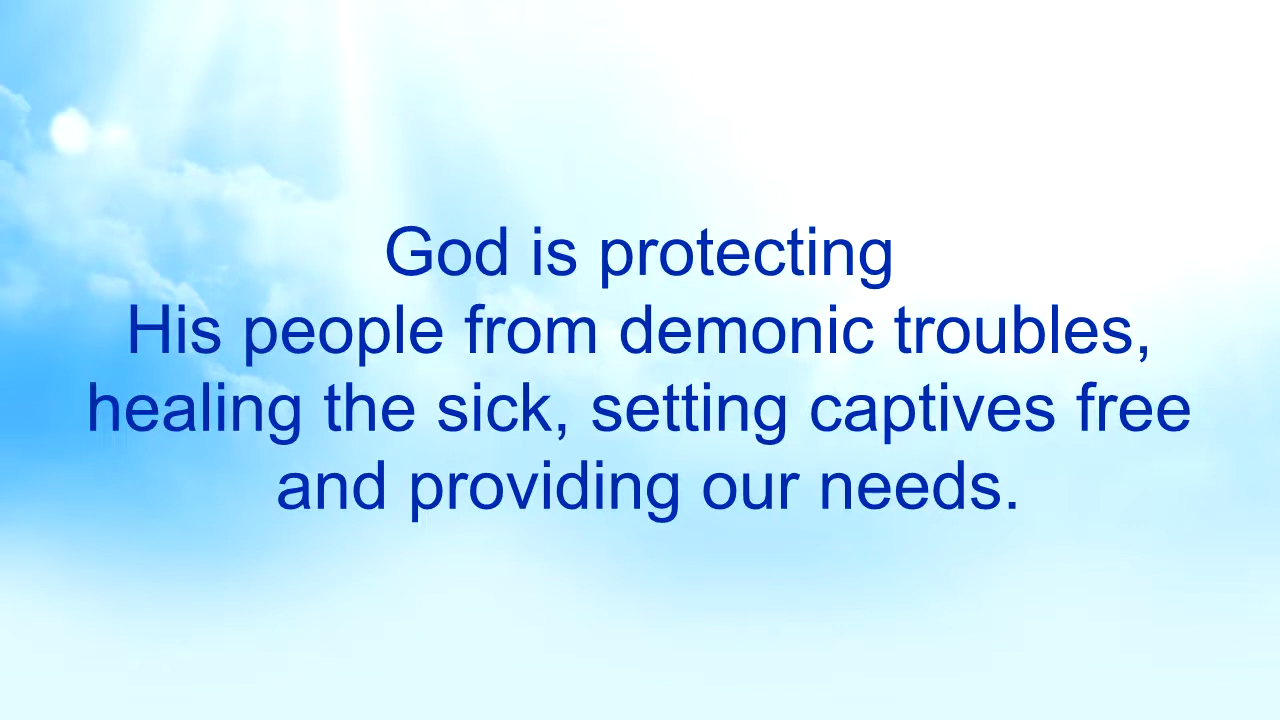 God is protecting
His people from demonic troubles,
healing the sick, setting captives free
and providing our needs.